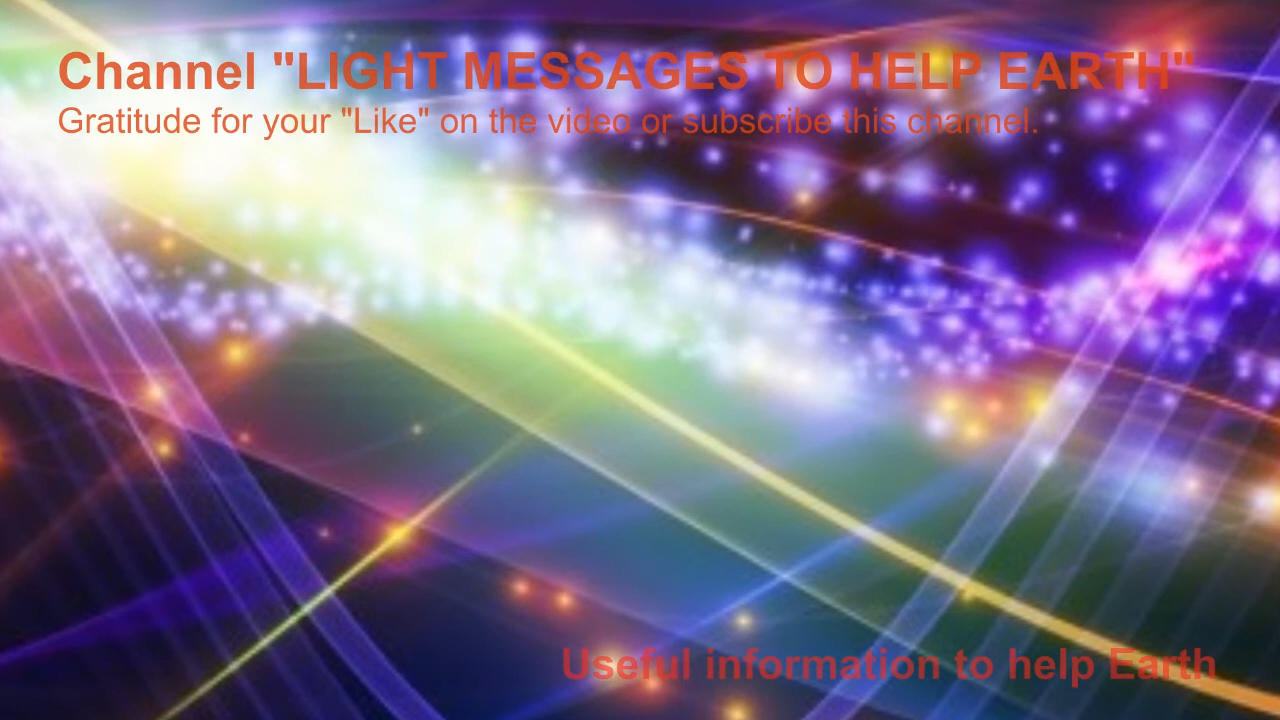 Channel "LIGHT MESSAGES TO HELP EARTH"
Gratitude for your "Like" on the video or subscribe this channel.
Useful information to help Earth